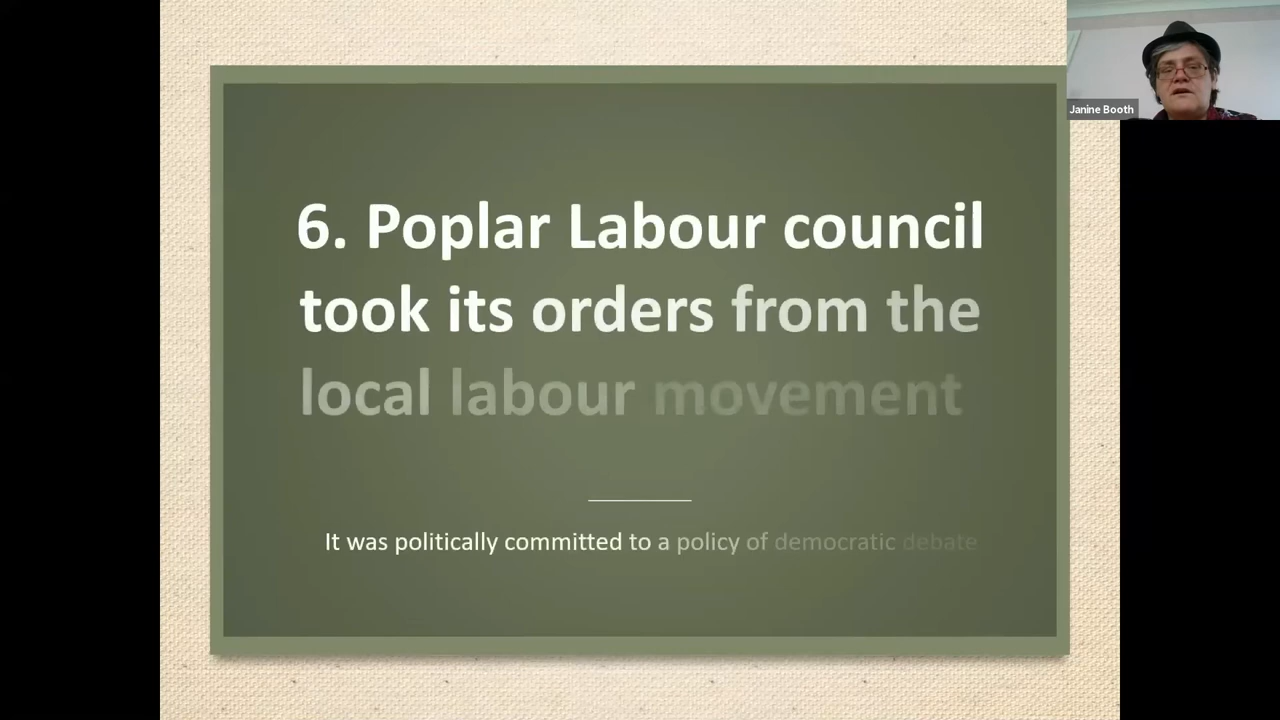 6. Poplar Labour council
took its orders from the
local labour movement
It was politically committed to a policy of democratic debate
Janine Booth